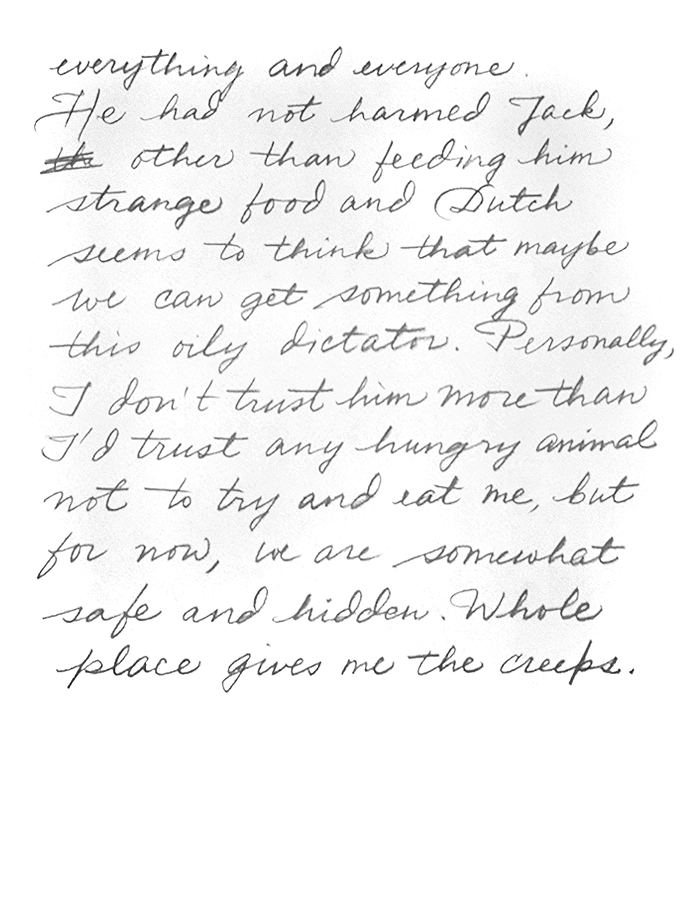 everything and everyone.
He had not harmed Jack,
other than feeding him
strange food and Dutch
seems to think that maybe
we can get something from
this oily dictator. Personally,
I don't trust him more than
I'd trust any hungry animal
not to try and eat me, but
for now, we are somewhat
safe and hidden. Whole
place gives me the creeps.